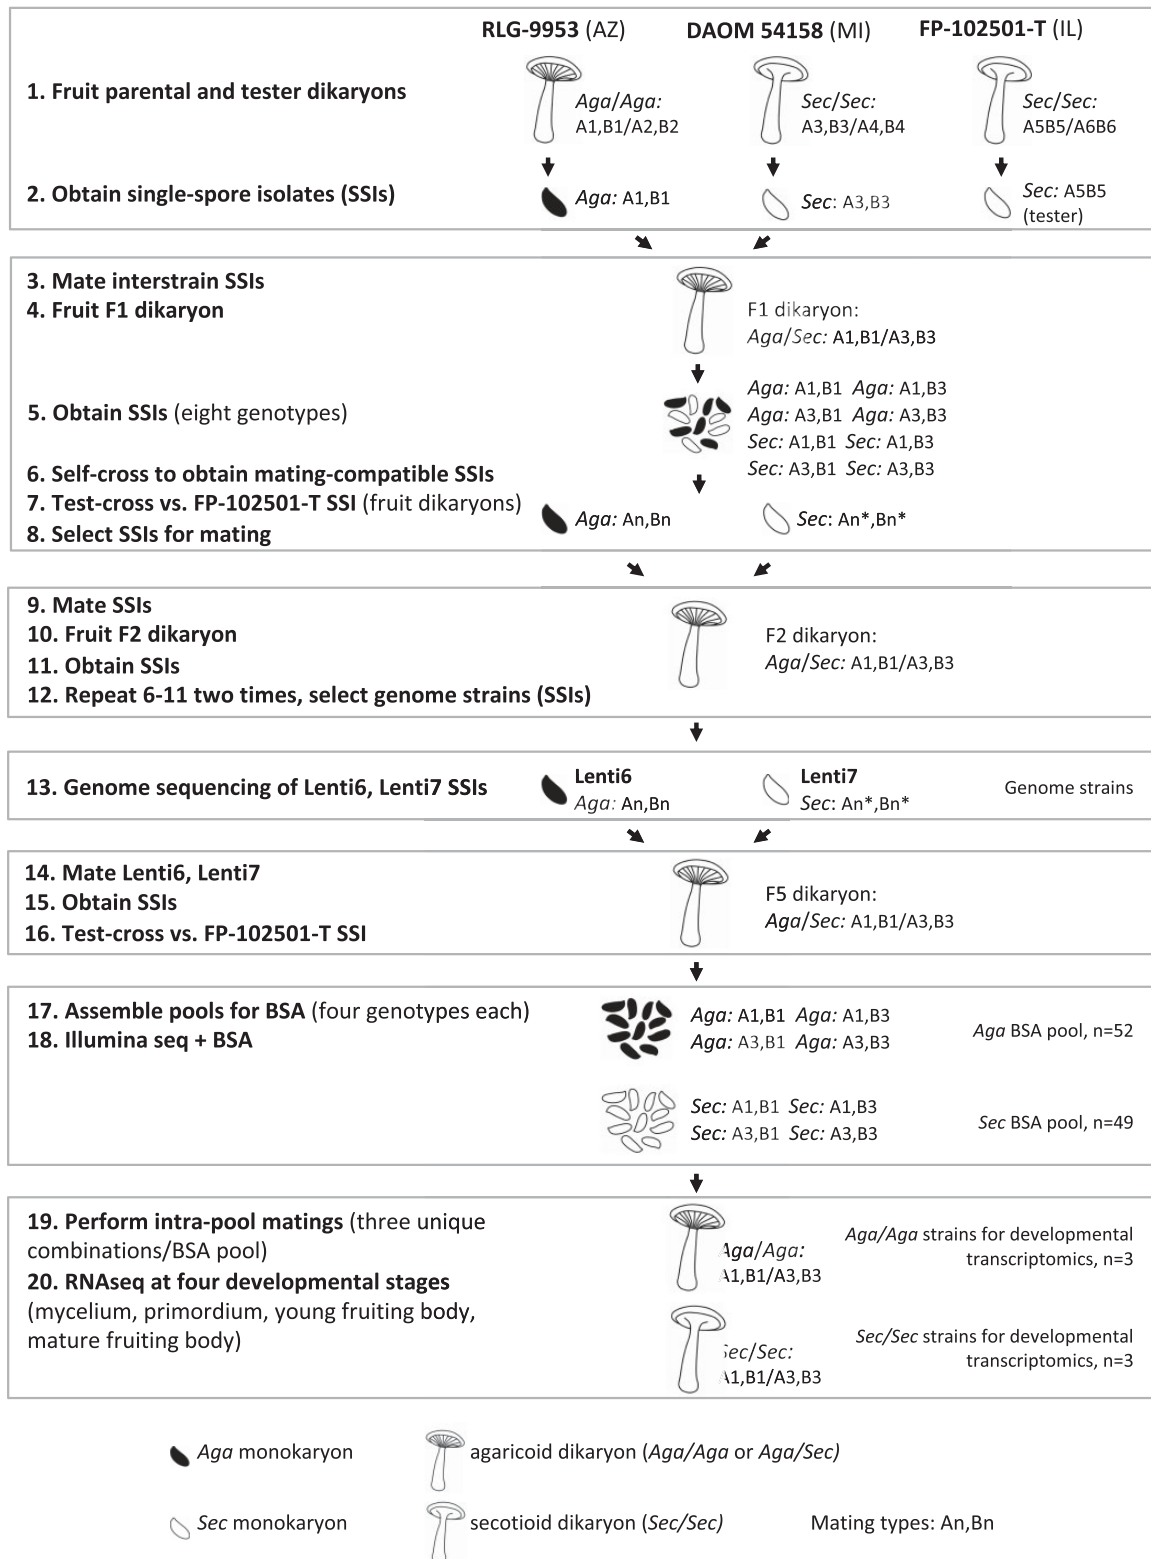 RLG-9953 (AZ) DAOM 54158 (MI) FP-102501-T (IL)
1. Fruit parental and tester dikaryons
Aga/Aga:
A1,B1/A2,B2
Sec/Sec:
A3,B3/A4,B4
Sec/Sec:
A5B5/A6B6
2. Obtain single-spore isolates (SSIs)
Aga: A1,B1
Sec: A3,B3
Sec: A5B5
(tester)
3. Mate interstrain SSIs
4. Fruit F1 dikaryon
F1 dikaryon:
Aga/Sec: A1,B1/A3,B3
5. Obtain SSIs (eight genotypes)
Aga: A1,B1 Aga: A1,B3
Aga: A3,B1 Aga: A3,B3
Sec: A1,B1 Sec: A1,B3
Sec: A3,B1 Sec: A3,B3
6. Self-cross to obtain mating-compatible SSIs
7. Test-cross vs. FP-102501-T SSI (fruit dikaryons)
8. Select SSIs for mating
Aga: An,Bn
Sec: An*,Bn*
9. Mate SSIs
10. Fruit F2 dikaryon
11. Obtain SSIs
12. Repeat 6-11 two times, select genome strains (SSIs)
F2 dikaryon:
Aga/Sec: A1,B1/A3,B3
13. Genome sequencing of Lenti6, Lenti7 SSIs
Lenti6
Aga: An,Bn
Lenti7
Sec: An*,Bn*
Genome strains
14. Mate Lenti6, Lenti7
15. Obtain SSIs
16. Test-cross vs. FP-102501-T SSI
F5 dikaryon:
Aga/Sec: A1,B1/A3,B3
17. Assemble pools for BSA (four genotypes each)
18. Illumina seq + BSA
Aga: A1,B1 Aga: A1,B3
Aga: A3,B1 Aga: A3,B3
Aga BSA pool, n=52
Sec: A1,B1 Sec: A1,B3
Sec: A3,B1 Sec: A3,B3
Sec BSA pool, n=49
19. Perform intra-pool matings (three unique
combinations/BSA pool)
20. RNAseq at four developmental stages
(mycelium, primordium, young fruiting body,
mature fruiting body)
Aga/Aga:
A1,B1/A3,B3
Aga/Aga strains for developmental
transcriptomics, n=3
Sec/Sec:
A1,B1/A3,B3
Sec/Sec strains for developmental
transcriptomics, n=3
Aga monokaryon
agaricoid dikaryon (Aga/Aga or Aga/Sec)
Sec monokaryon
secotioid dikaryon (Sec/Sec)
Mating types: An,Bn